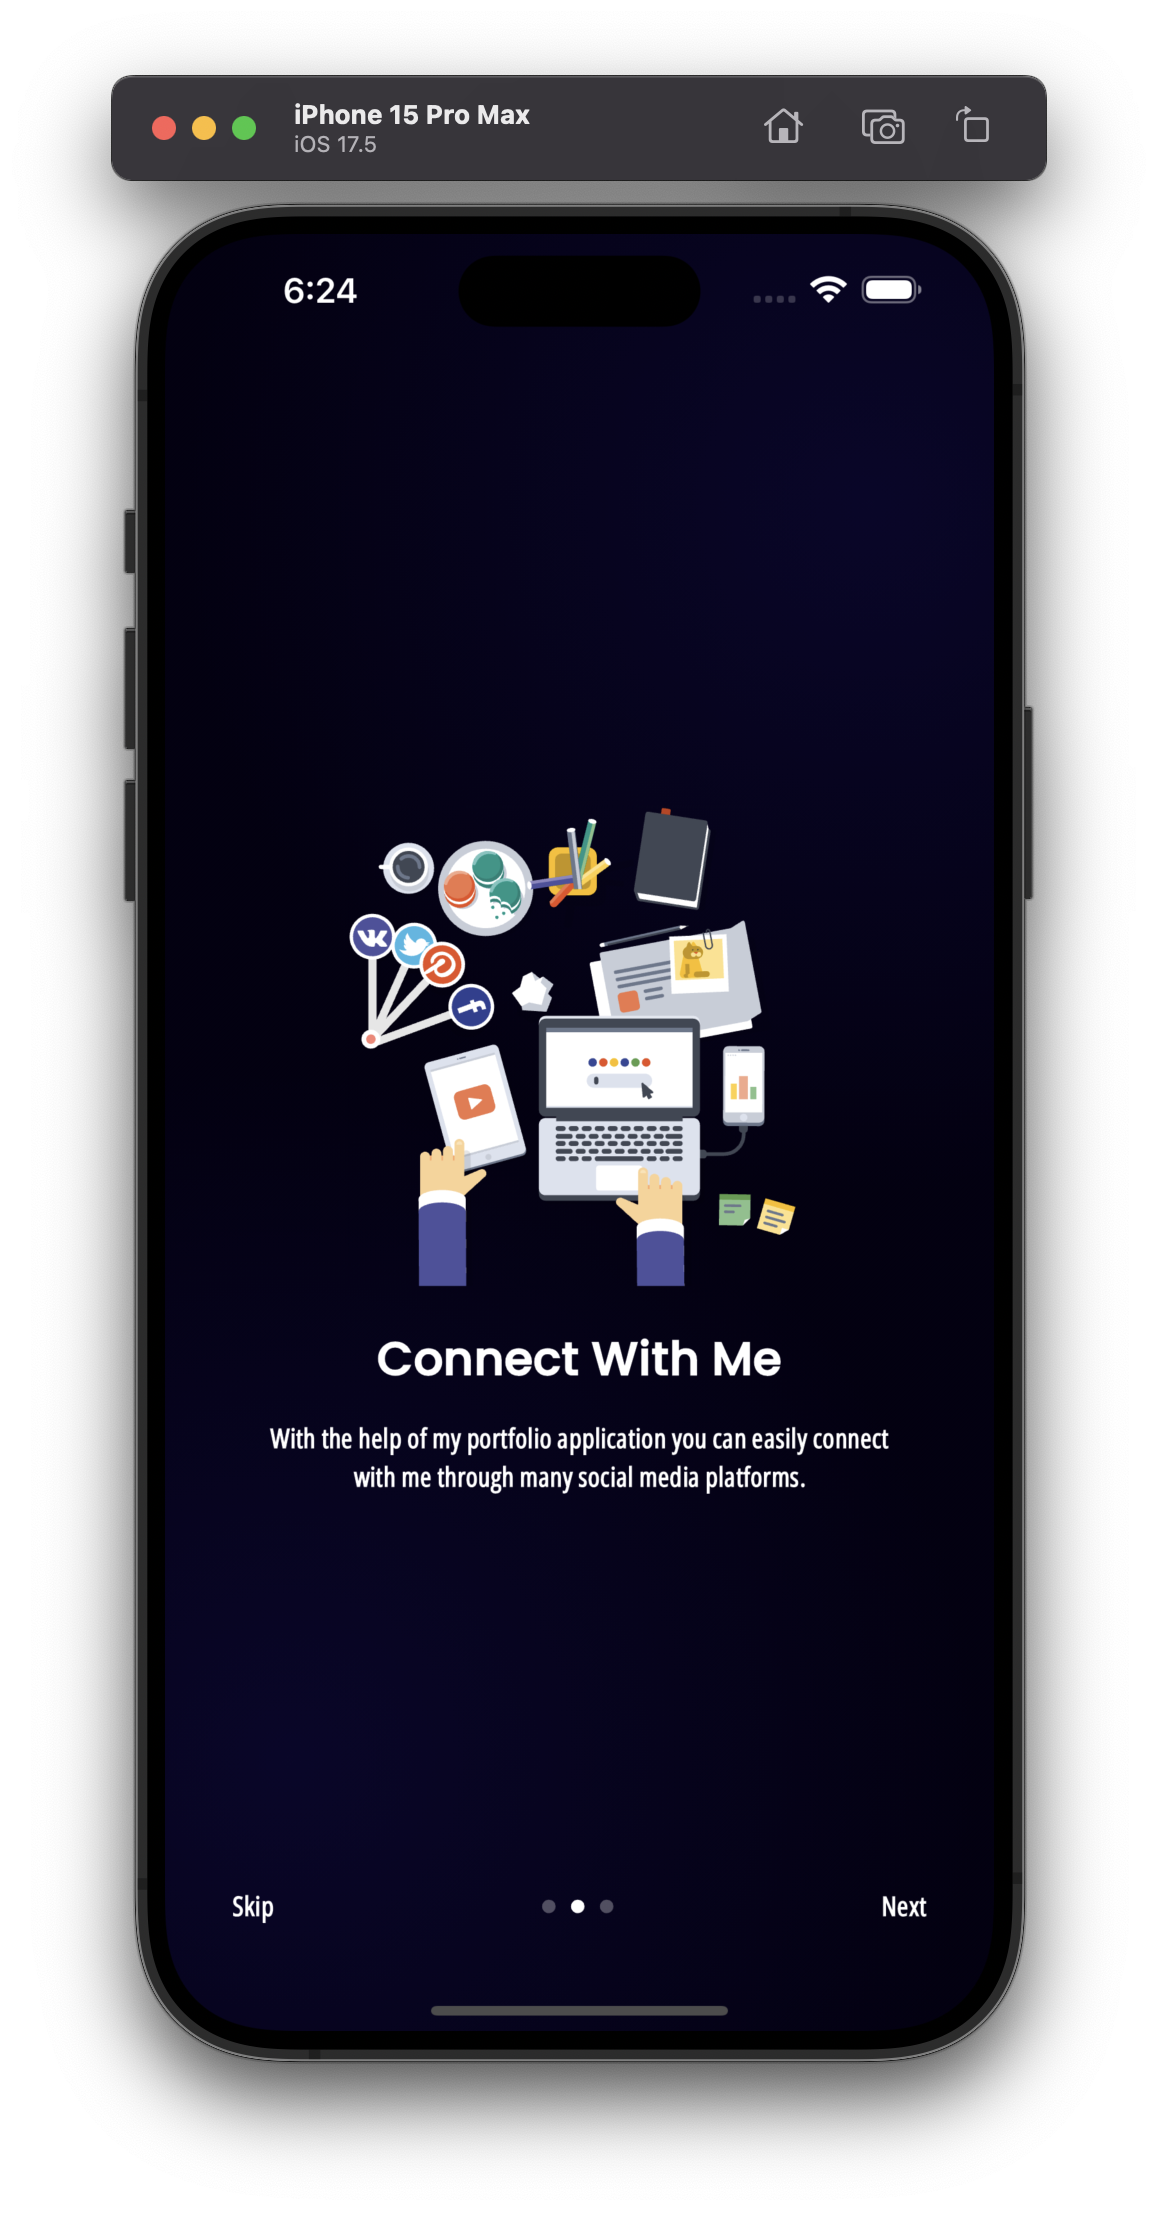 iPhone 15 Pro Max
iOS 17.5
6:24
Connect With Me
With the help of my portfolio application you can easily connect
with me through many social media platforms.
Skip
Next